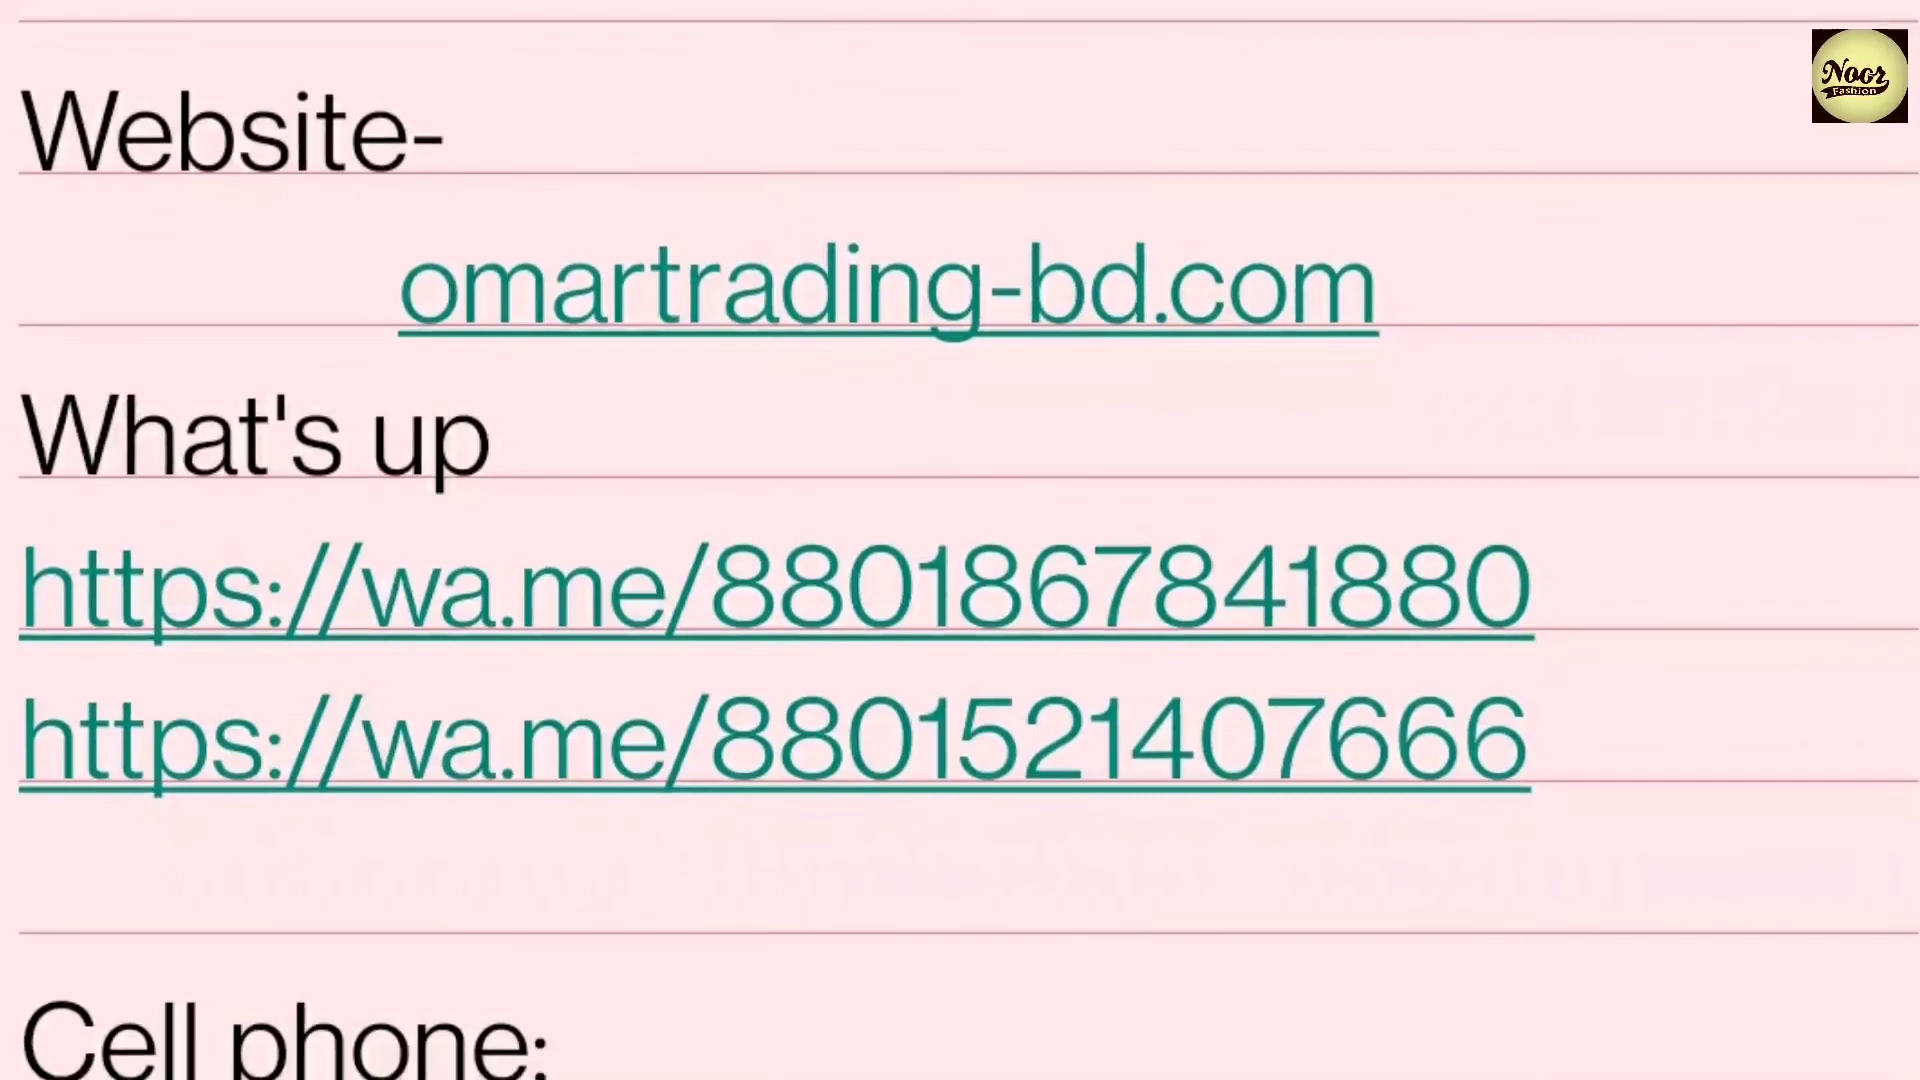 Noor
Fashion
Website-
omartrading-bd.com
What's up
https://wa.me/8801867841880
https://wa.me/8801521407666
Cell phone: